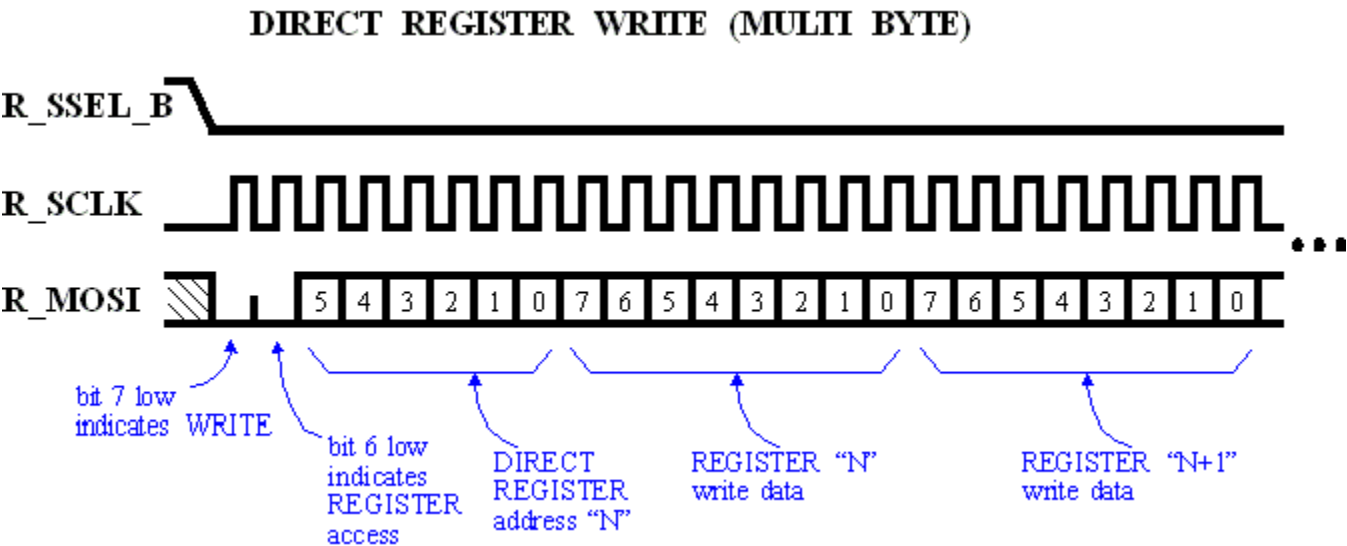 DIRECT REGISTER WRITE (MULTI BYTE)
R_SSEL_B
R_SCLK
R_MOSI
5 4 3 2 1 0 7 6 5 4 3 2 1 0 7 6 5 4 3 2 1 0
bit 7 low
indicates WRITE
bit 6 low
indicates
REGISTER
access
DIRECT
REGISTER
address “N”
REGISTER “N”
write data
REGISTER “N+1”
write data